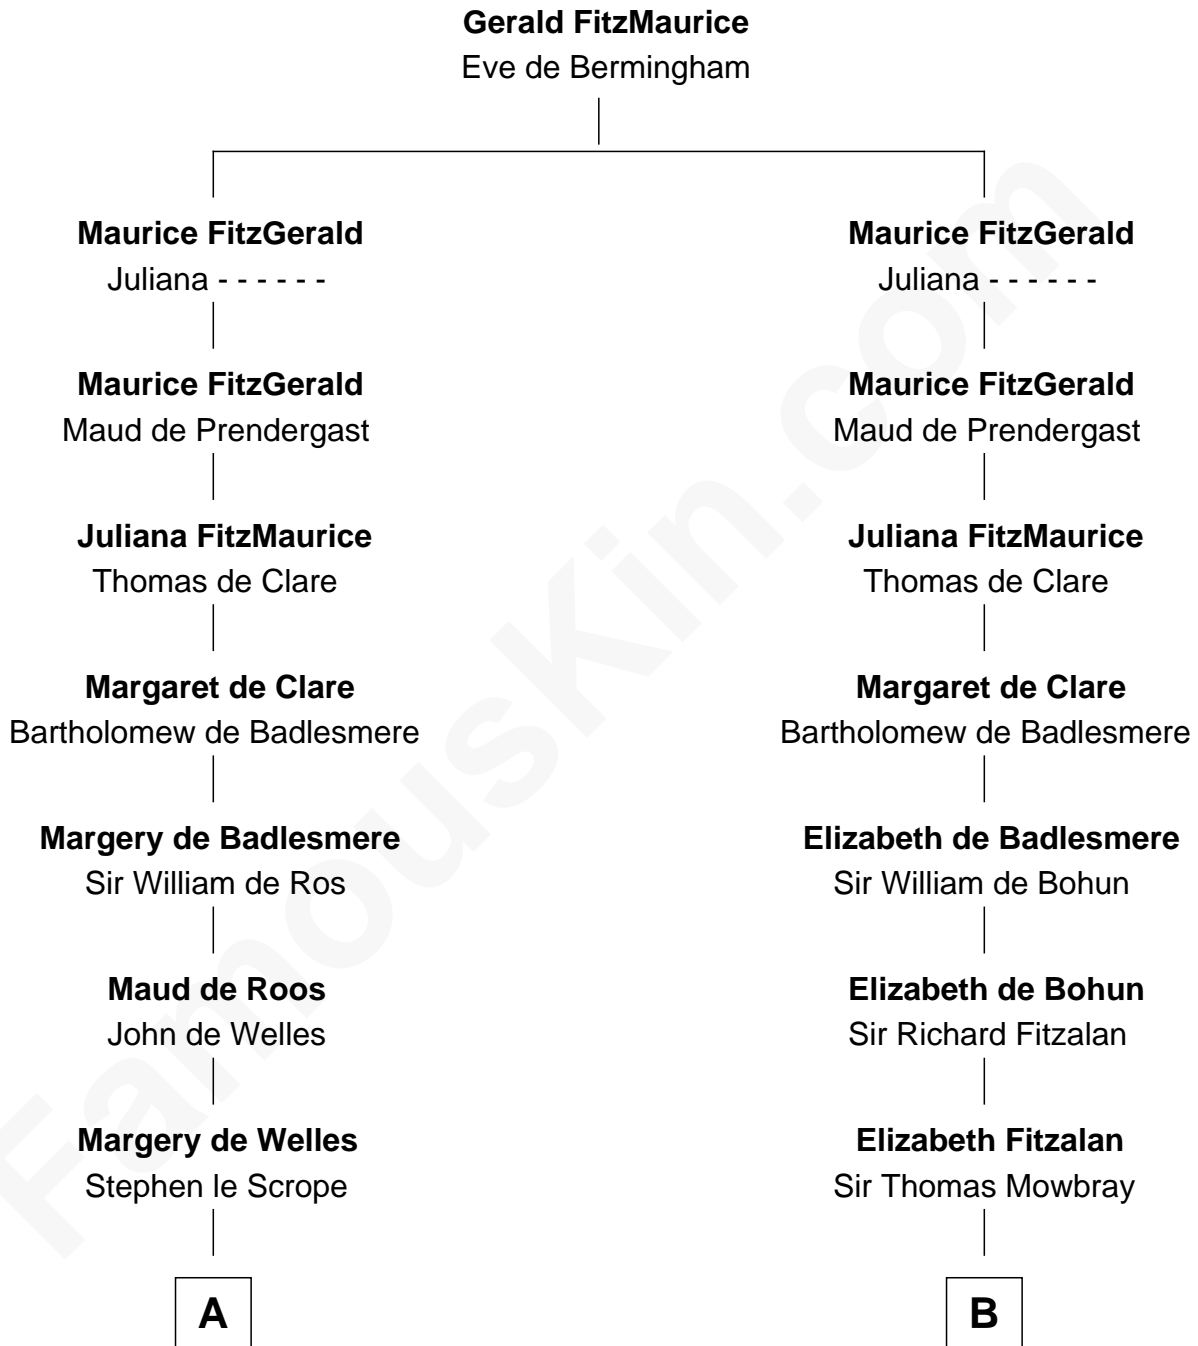 Gerald FitzMaurice
Eve de Bermingham
Maurice FitzGerald
Juliana - - - - - -
Maurice FitzGerald
Juliana - - - - - -
Maurice FitzGerald
Maud de Prendergast
Maurice FitzGerald
Maud de Prendergast
Juliana FitzMaurice
Thomas de Clare
Juliana FitzMaurice
Thomas de Clare
Margaret de Clare
Bartholomew de Badlesmere
Margaret de Clare
Bartholomew de Badlesmere
Margery de Badlesmere
Sir William de Ros
Elizabeth de Badlesmere
Sir William de Bohun
Maud de Roos
John de Welles
Elizabeth de Bohun
Sir Richard Fitzalan
Margery de Welles
Stephen le Scrope
Elizabeth Fitzalan
Sir Thomas Mowbray
A
B
FamousKin.com